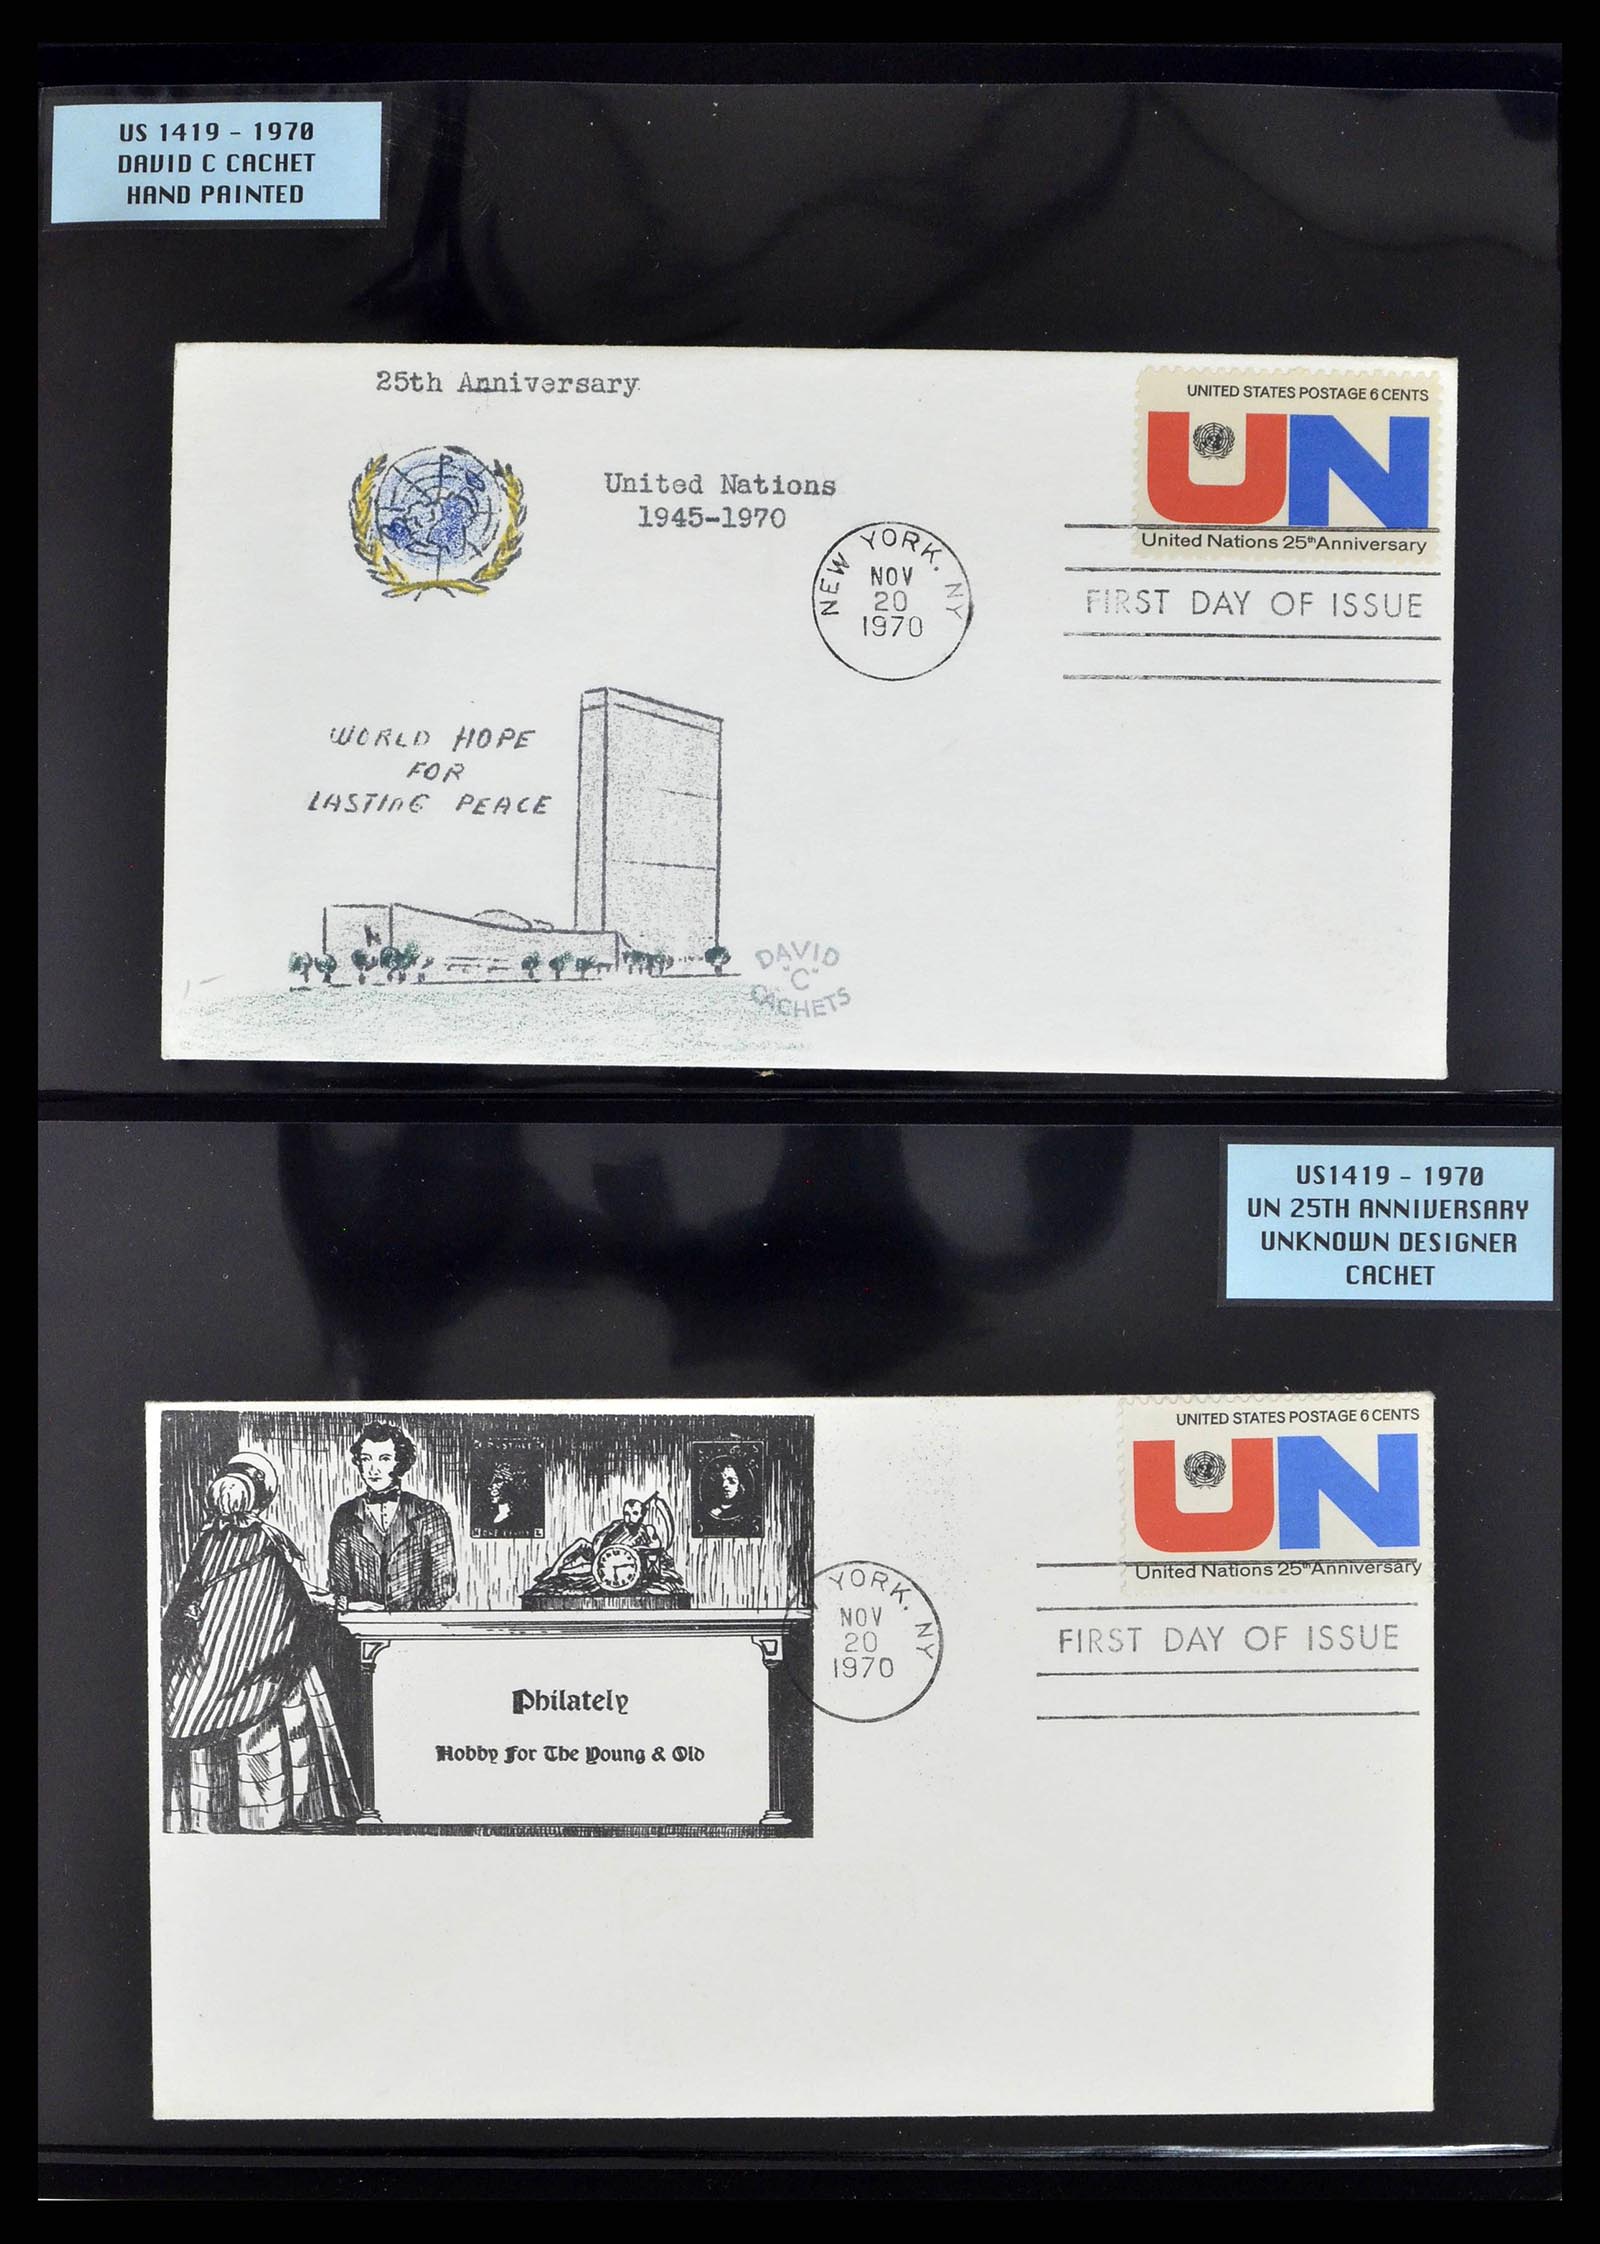 US 1419 - 1970
DAVID C CACHET
HAND PAINTED
25th Anniversary
UNITED STATES POSTAGE 6 CENTS
UN
United Nations 25th Anniversary
United Nations
1945-1970
NEW YORK, NY
NOV
20
1970
FIRST DAY OF ISSUE
WORLD HOPE
FOR
LASTING PEACE
DAVID
"C"
CACHETS
US1419 - 1970
UN 25TH ANNIVERSARY
UNKNOWN DESIGNER
CACHET
UNITED STATES POSTAGE 6 CENTS
UN
United Nations 25th Anniversary
YORK, NY
NOV
20
1970
FIRST DAY OF ISSUE
Philately
Hobby For The Young & Old